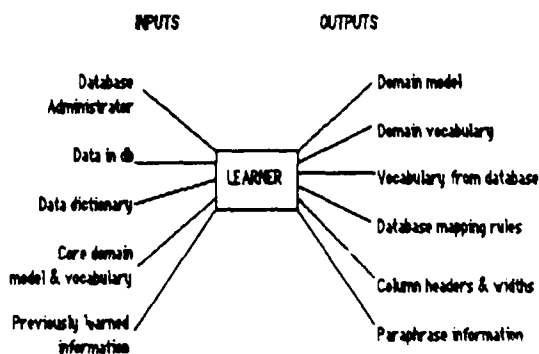 INPUTS
OUTPUTS
Database
Administrator
Data in db
Data dictionary
Core domain
model & vocabulary
Previously learned
information
LEARNER
Domain model
Domain vocabulary
Vocabulary from database
Database mapping rules
Column headers & widths
Paraphrase information